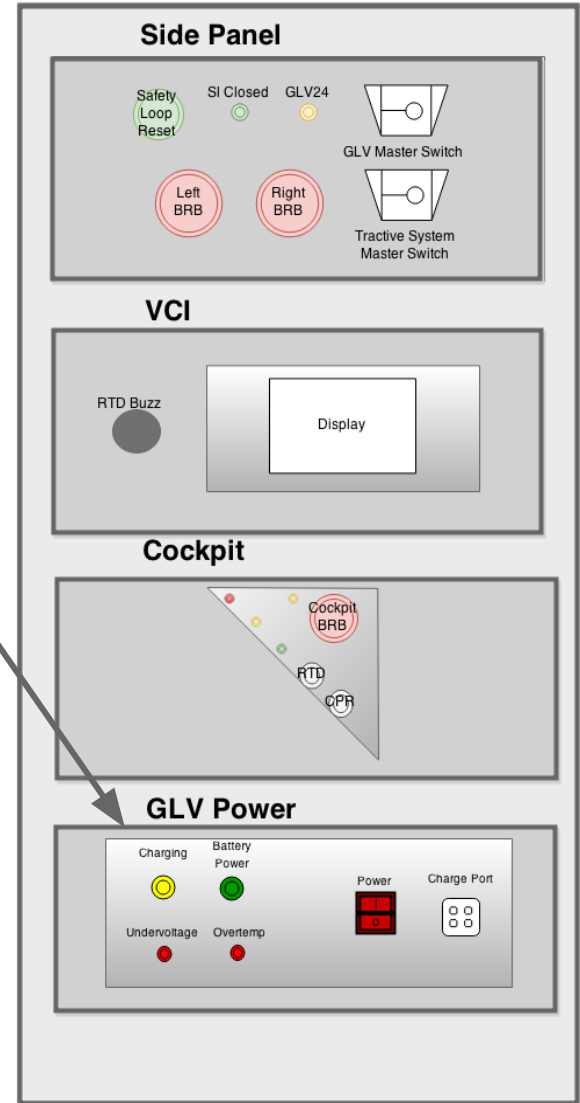 Side Panel
Safety
Loop
Reset
SI Closed
GLV24
GLV Master Switch
Left
BRB
Right
BRB
Tractive System
Master Switch
VCI
RTD Buzz
Display
Cockpit
Cockpit
BRB
RTD
CPR
GLV Power
Charging
Battery
Power
Power
Charge Port
I
O
Undervoltage
Overtemp